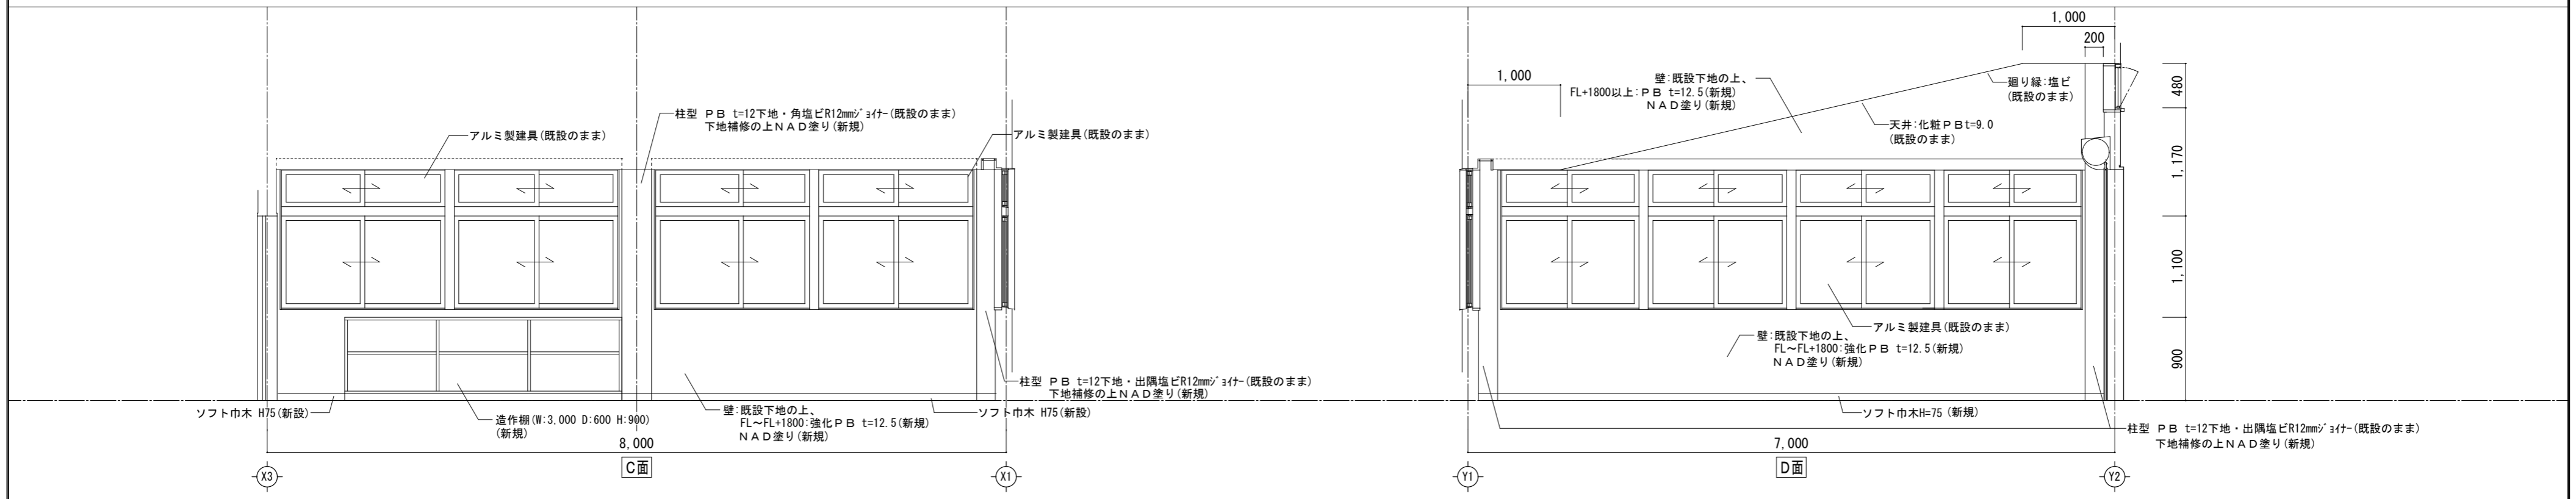 アルミ製建具(既設のまま)
柱型 PB t=12下地・角塩ビR12mmｼﾞｮｲﾅｰ(既設のまま)
下地補修の上NAD塗り(新規)
アルミ製建具(既設のまま)
ソフト巾木 H75(新設)
造作棚(W:3,000 D:600 H:900)
(新規)
壁:既設下地の上、
FL～FL+1800:強化PB t=12.5(新規)
NAD塗り(新規)
柱型 PB t=12下地・出隅塩ビR12mmｼﾞｮｲﾅｰ(既設のまま)
下地補修の上NAD塗り(新規)
ソフト巾木 H75(新設)
8,000
X3
C面
X1
1,000
200
1,000
壁:既設下地の上、
FL+1800以上:PB t=12.5(新規)
NAD塗り(新規)
廻り縁:塩ビ
(既設のまま)
天井:化粧PBt=9.0
(既設のまま)
480
1,170
1,100
900
アルミ製建具(既設のまま)
壁:既設下地の上、
FL～FL+1800:強化PB t=12.5(新規)
NAD塗り(新規)
ソフト巾木H=75 (新規)
柱型 PB t=12下地・出隅塩ビR12mmｼﾞｮｲﾅｰ(既設のまま)
下地補修の上NAD塗り(新規)
7,000
Y1
D面
Y2